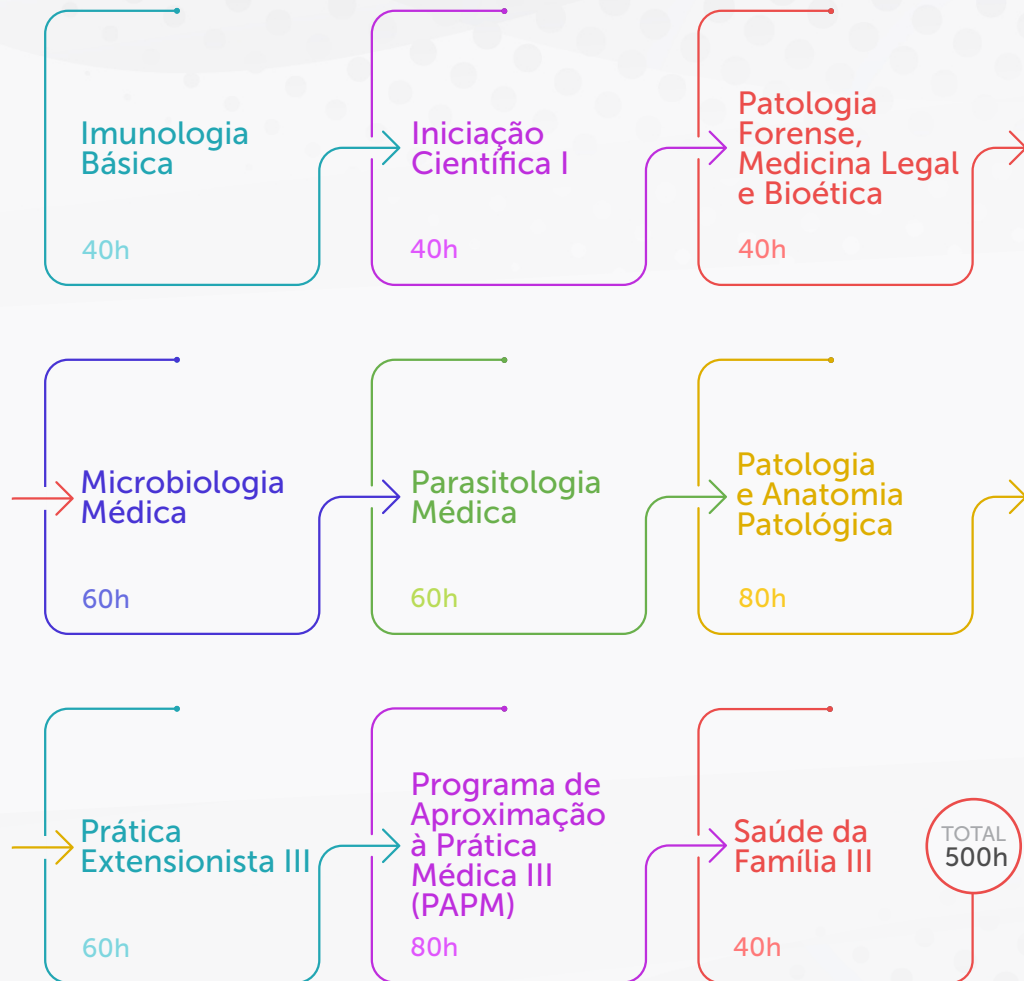 Imunologia
Básica
40h
Iniciação
Científica I
40h
Patologia
Forense,
Medicina Legal
e Bioética
40h
Microbiologia
Médica
60h
Parasitologia
Médica
60h
Patologia
e Anatomia
Patológica
80h
Prática
Extensionista III
60h
Programa de
Aproximação
à Prática
Médica III
(PAPM)
80h
Saúde da
Família III
40h
TOTAL
500h